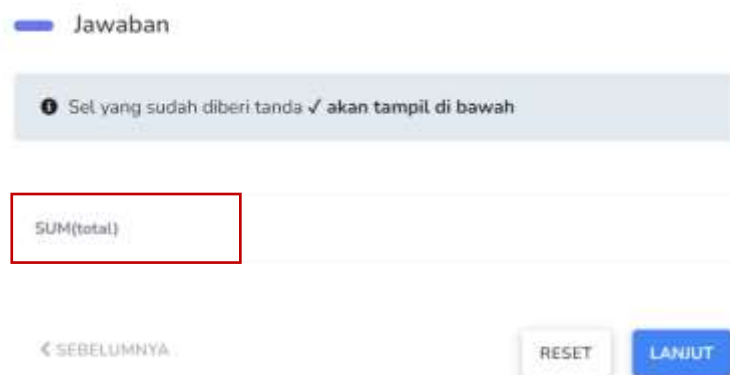 Jawaban
Sel yang sudah diberi tanda ✓ akan tampil di bawah
SUM(total)
SEBELUMNYA
RESET
LANJUT